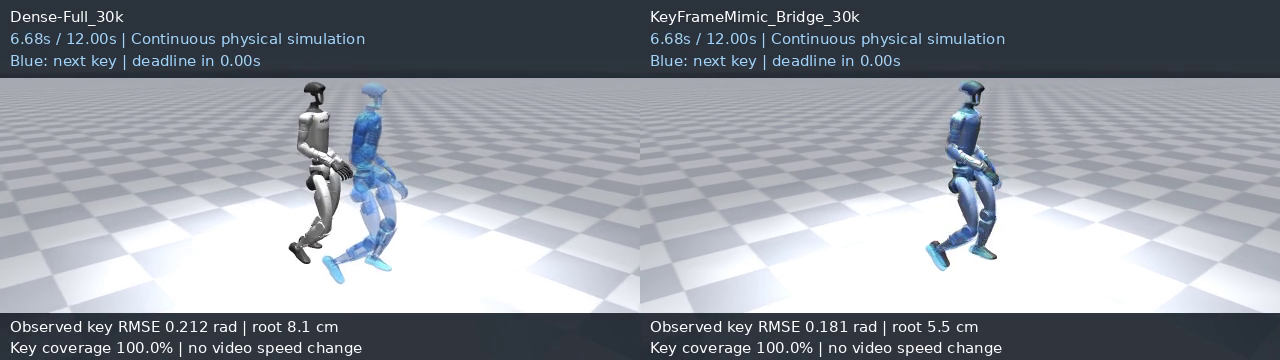 Dense-Full_30k
6.68s / 12.00s | Continuous physical simulation
Blue: next key | deadline in 0.00s
Observed key RMSE 0.212 rad | root 8.1 cm
Key coverage 100.0% | no video speed change
KeyFrameMimic_Bridge_30k
6.68s / 12.00s | Continuous physical simulation
Blue: next key | deadline in 0.00s
Observed key RMSE 0.181 rad | root 5.5 cm
Key coverage 100.0% | no video speed change